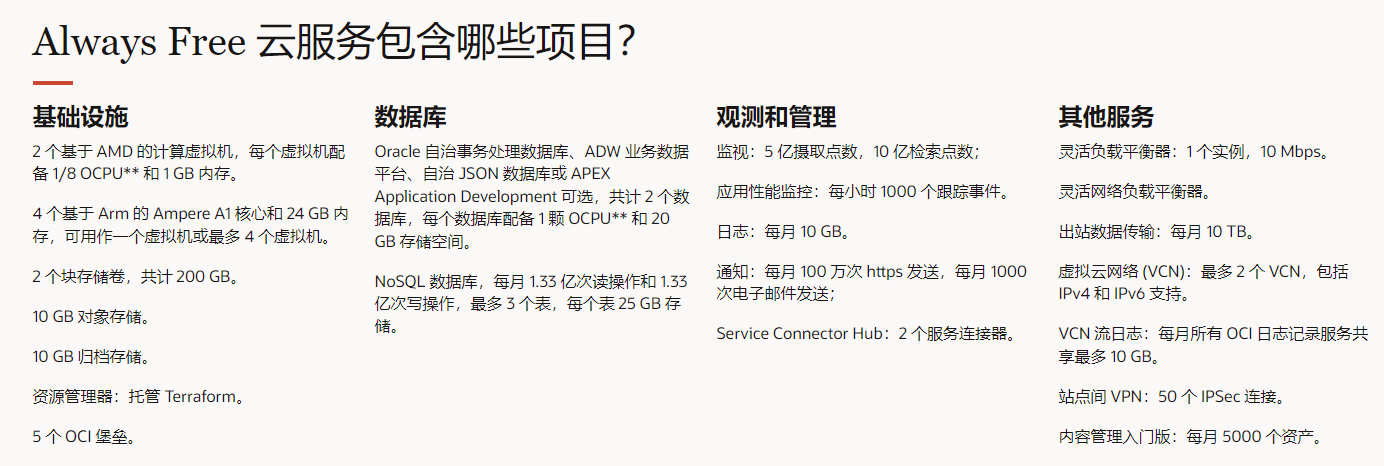 Always Free 云服务包含哪些项目？
基础设施
2 个基于 AMD 的计算虚拟机，每个虚拟机配
备 1/8 OCPU** 和 1 GB 内存。
4 个基于 Arm 的 Ampere A1 核心和 24 GB 内
存，可用作一个虚拟机或最多 4 个虚拟机。
2 个块存储卷，共计 200 GB。
10 GB 对象存储。
10 GB 归档存储。
资源管理器：托管 Terraform。
5 个 OCI 堡垒。
数据库
Oracle 自治事务处理数据库、ADW 业务数据
平台、自治 JSON 数据库或 APEX
Application Development 可选，共计 2 个数
据库，每个数据库配备 1 颗 OCPU** 和 20
GB 存储空间。
NoSQL 数据库，每月 1.33 亿次读操作和 1.33
亿次写操作，最多 3 个表，每个表 25 GB 存
储。
观测和管理
监视：5 亿摄取点数，10 亿检索点数；
应用性能监控：每小时 1000 个跟踪事件。
日志：每月 10 GB。
通知：每月 100 万次 https 发送，每月 1000
次电子邮件发送；
Service Connector Hub：2 个服务连接器。
其他服务
灵活负载平衡器：1 个实例，10 Mbps。
灵活网络负载平衡器。
出站数据传输：每月 10 TB。
虚拟云网络 (VCN)：最多 2 个 VCN，包括
IPv4 和 IPv6 支持。
VCN 流日志：每月所有 OCI 日志记录服务共
享最多 10 GB。
站点间 VPN：50 个 IPSec 连接。
内容管理入门版：每月 5000 个资产。